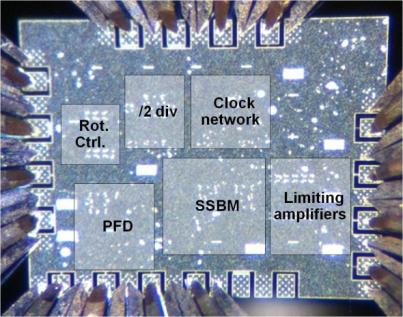 /2 div
Clock
network
Rot.
Ctrl.
PFD
SSBM
Limiting
amplifiers